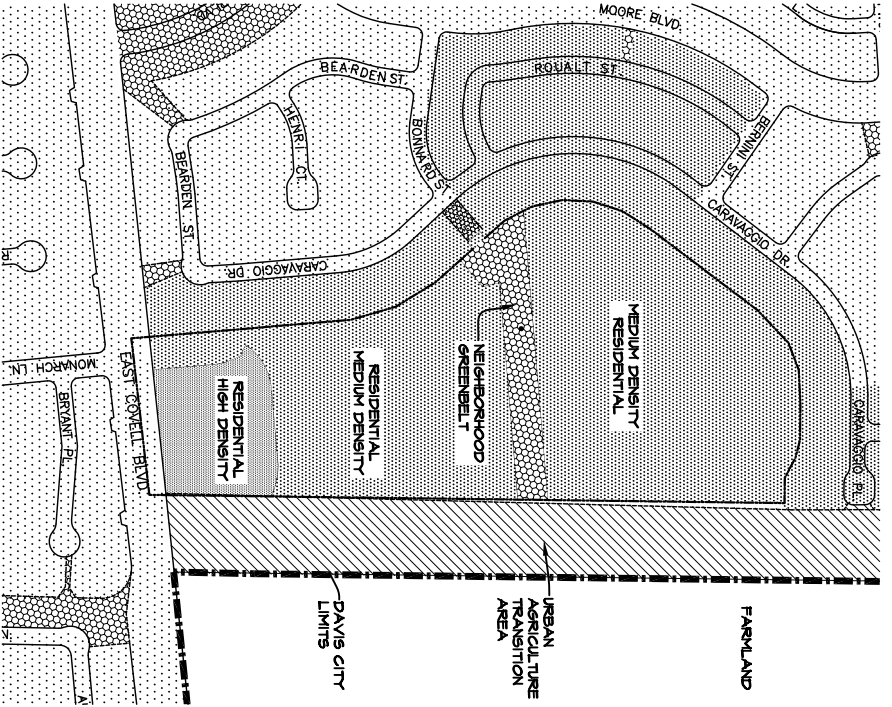 MOORE BLVD.
ROUALT ST.
BEARDEN ST.
HENRI CT.
BONNARD ST.
BERNINI ST.
BEARDEN ST.
CARAVAGGIO DR.
CARAVAGGIO DR.
CARAVAGGIO PL.
MEDIUM DENSITY
RESIDENTIAL
NEIGHBORHOOD
GREENBELT
RESIDENTIAL
MEDIUM DENSITY
RESIDENTIAL
HIGH DENSITY
EAST COVELL BLVD
MONARCH LN.
BRYANT PL.
URBAN
AGRICULTURE
TRANSITION
AREA
DAVIS CITY
LIMITS
FARMLAND